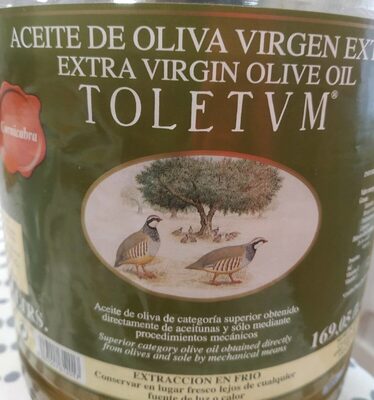 ACEITE DE OLIVA VIRGEN EXT
EXTRA VIRGIN OLIVE OIL
TOLETVM®
Cornicabra
Aceite de oliva de categoría superior obtenido
directamente de aceitunas y sólo mediante
procedimientos mecánicos
Superior category olive oil obtained directly
from olives and sole by mechanical means
TRS.
169.05
EXTRACCION EN FRIO
Conservar en lugar fresco lejos de cualquier
fuente de luz o calor